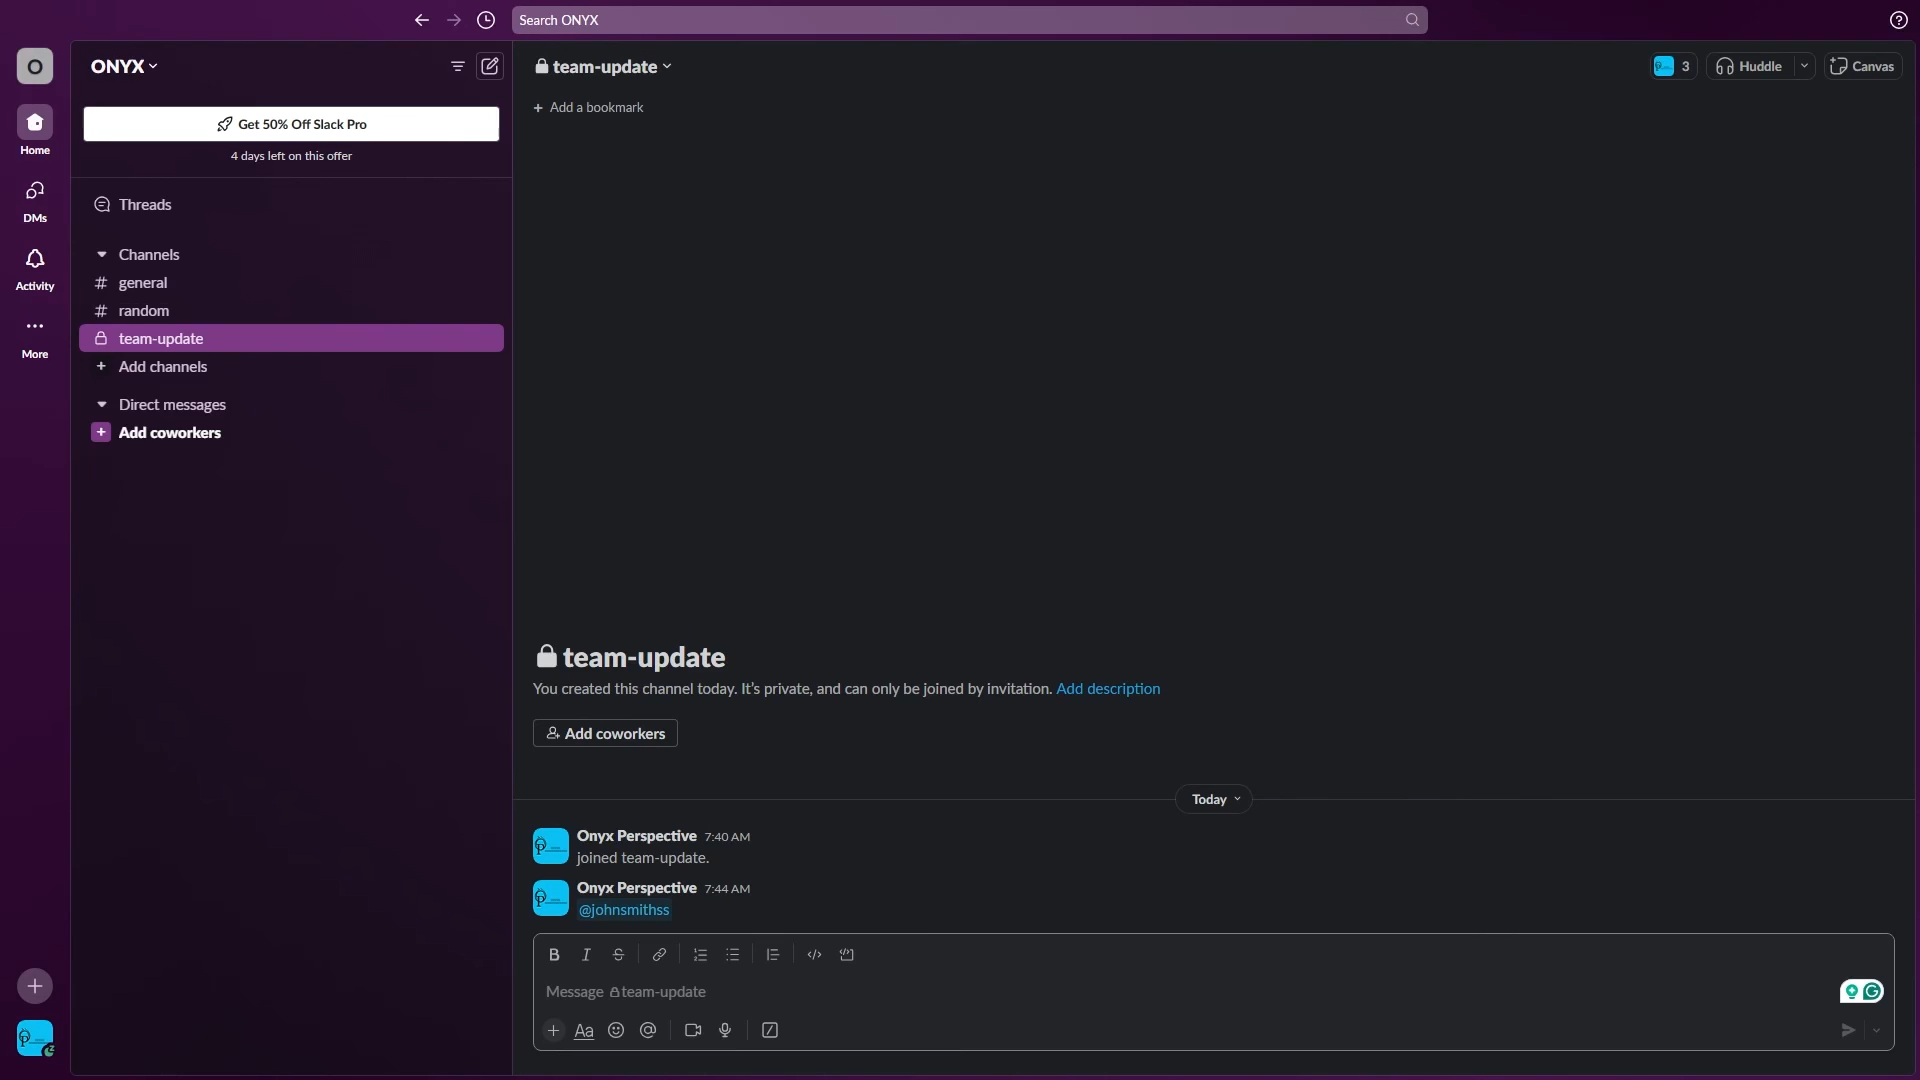 Search ONYX
O
ONYX
team-update
3
Huddle
Canvas
Add a bookmark
Get 50% Off Slack Pro
4 days left on this offer
Home
DMs
Activity
More
Threads
Channels
# general
# random
team-update
+ Add channels
Direct messages
+ Add coworkers
team-update
You created this channel today. It's private, and can only be joined by invitation. Add description
Add coworkers
Today
Onyx Perspective 7:40 AM
joined team-update.
Onyx Perspective 7:44 AM
@johnsmithss
B I S
Message team-update
Aa